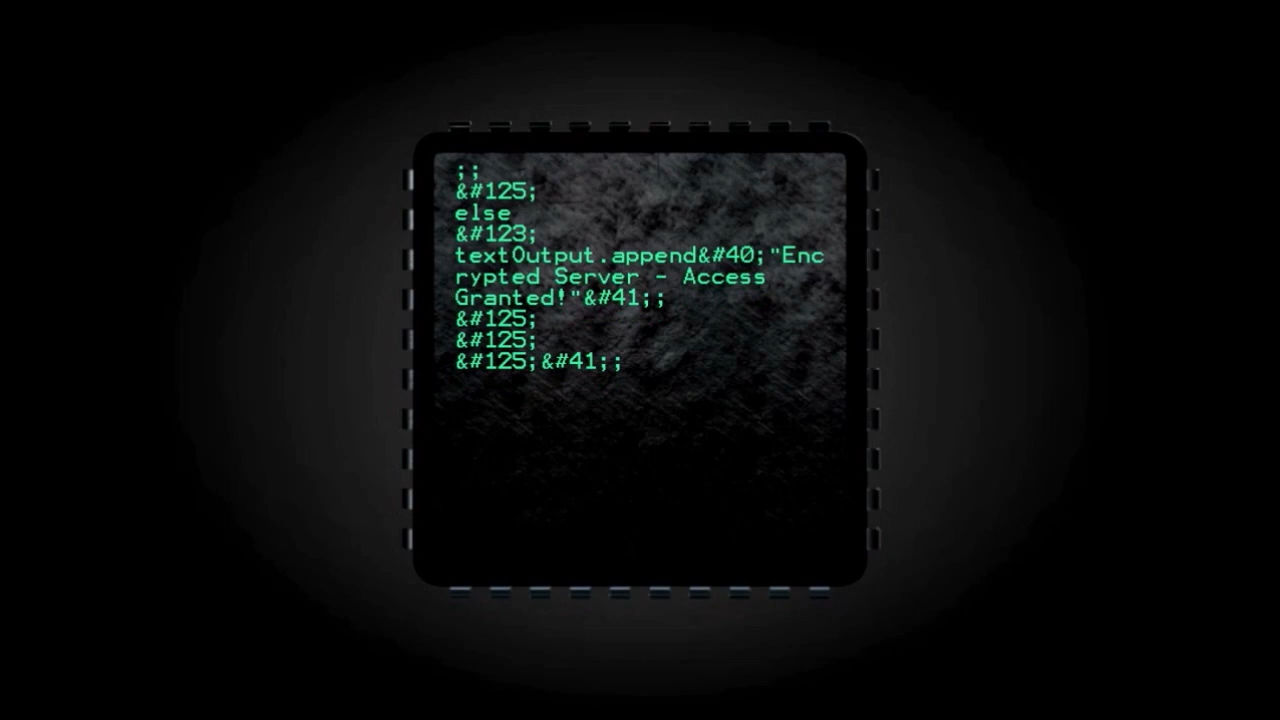 ;;
&#125;
else
&#123;
textOutput.append&#40;"Enc
rypted Server - Access
Granted!"&#41;;
&#125;
&#125;
&#125;&#41;;